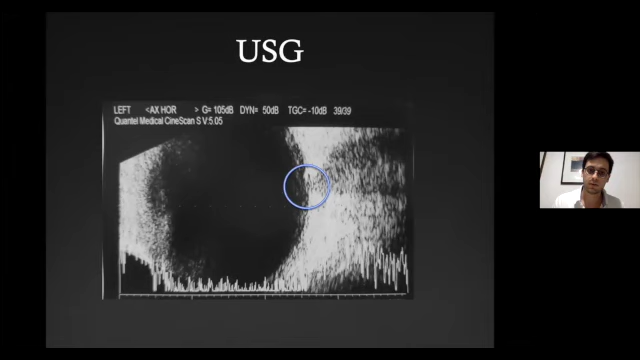 USG
LEFT <AX HOR > G= 105dB DYN= 50dB TGC= -10dB 39/39
Quantel Medical CineScan S V:5.05